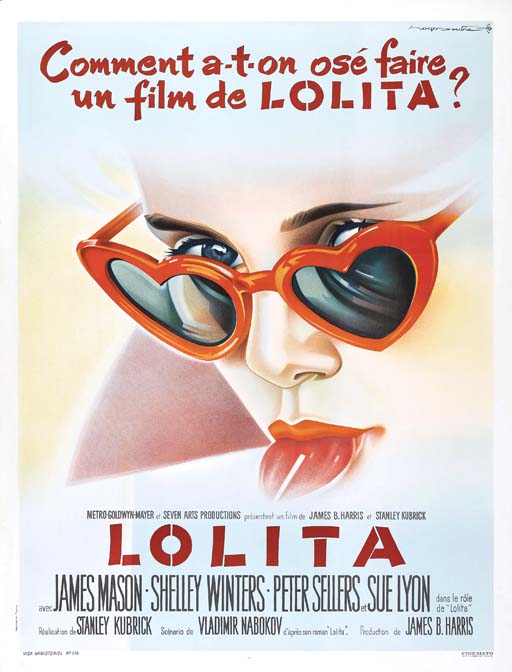 Comment a-t-on osé faire
un film de LOLITA?
METRO-GOLDWYN-MAYER et SEVEN ARTS PRODUCTIONS présentent un film de JAMES B. HARRIS et STANLEY KUBRICK
LOLITA
avec JAMES MASON · SHELLEY WINTERS · PETER SELLERS et SUE LYON dans le rôle de "Lolita"
Réalisation de STANLEY KUBRICK Scénario de VLADIMIR NABOKOV d'après son roman "Lolita". Production de JAMES B. HARRIS
VISA MINISTERIEL
CINEMATO